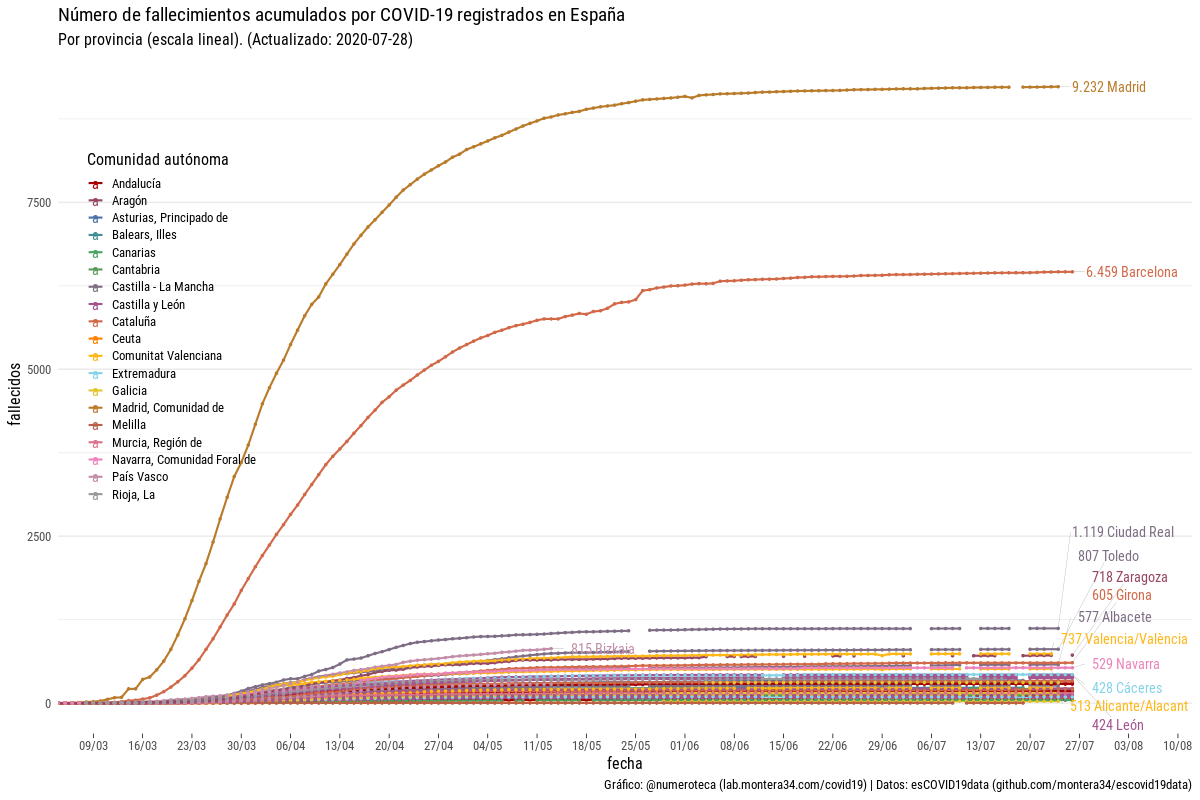 Número de fallecimientos acumulados por COVID-19 registrados en España
Por provincia (escala lineal). (Actualizado: 2020-07-28)
9.232 Madrid
Comunidad autónoma
Andalucía
Aragón
Asturias, Principado de
Balears, Illes
Canarias
Cantabria
Castilla - La Mancha
Castilla y León
Cataluña
Ceuta
Comunitat Valenciana
Extremadura
Galicia
Madrid, Comunidad de
Melilla
Murcia, Región de
Navarra, Comunidad Foral de
País Vasco
Rioja, La
7500
5000
2500
0
fallecidos
6.459 Barcelona
1.119 Ciudad Real
807 Toledo
718 Zaragoza
605 Girona
577 Albacete
737 Valencia/València
815 Bizkaia
529 Navarra
428 Cáceres
513 Alicante/Alacant
424 León
09/03 16/03 23/03 30/03 06/04 13/04 20/04 27/04 04/05 11/05 18/05 25/05 01/06 08/06 15/06 22/06 29/06 06/07 13/07 20/07 27/07 03/08 10/08
fecha
Gráfico: @numeroteca (lab.montera34.com/covid19) | Datos: esCOVID19data (github.com/montera34/escovid19data)